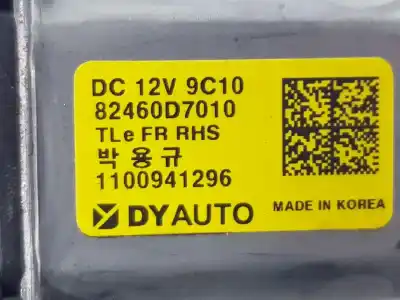 DC 12V 9C10
82460D7010
TLe FR RHS
박용규
1100941296
DYAUTO
MADE IN KOREA